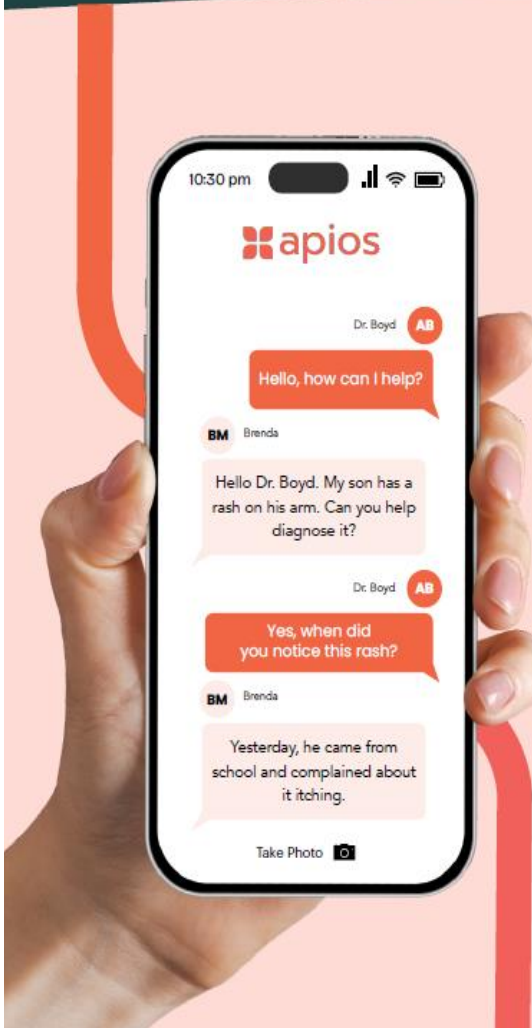 10:30 pm
apios
Dr. Boyd AB
Hello, how can I help?
BM Brenda
Hello Dr. Boyd. My son has a
rash on his arm. Can you help
diagnose it?
Dr. Boyd AB
Yes, when did
you notice this rash?
BM Brenda
Yesterday, he came from
school and complained about
it itching.
Take Photo